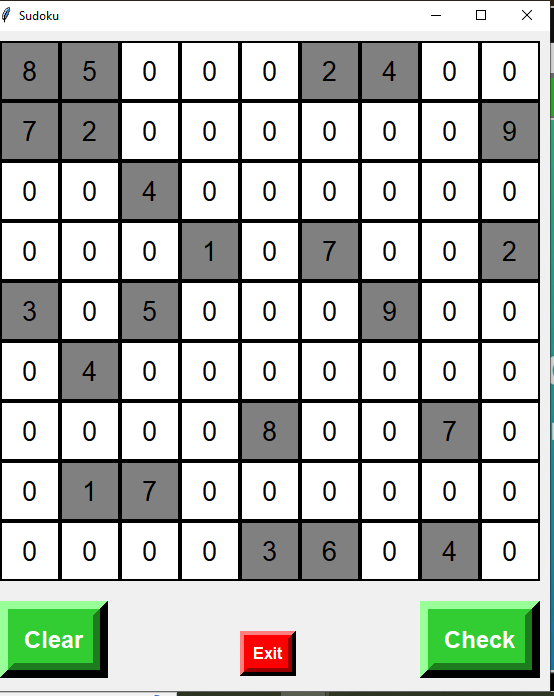 Sudoku
8 5 0 0 0 2 4 0 0
7 2 0 0 0 0 0 0 9
0 0 4 0 0 0 0 0 0
0 0 0 1 0 7 0 0 2
3 0 5 0 0 0 9 0 0
0 4 0 0 0 0 0 0 0
0 0 0 0 8 0 0 7 0
0 1 7 0 0 0 0 0 0
0 0 0 0 3 6 0 4 0
Clear Exit Check